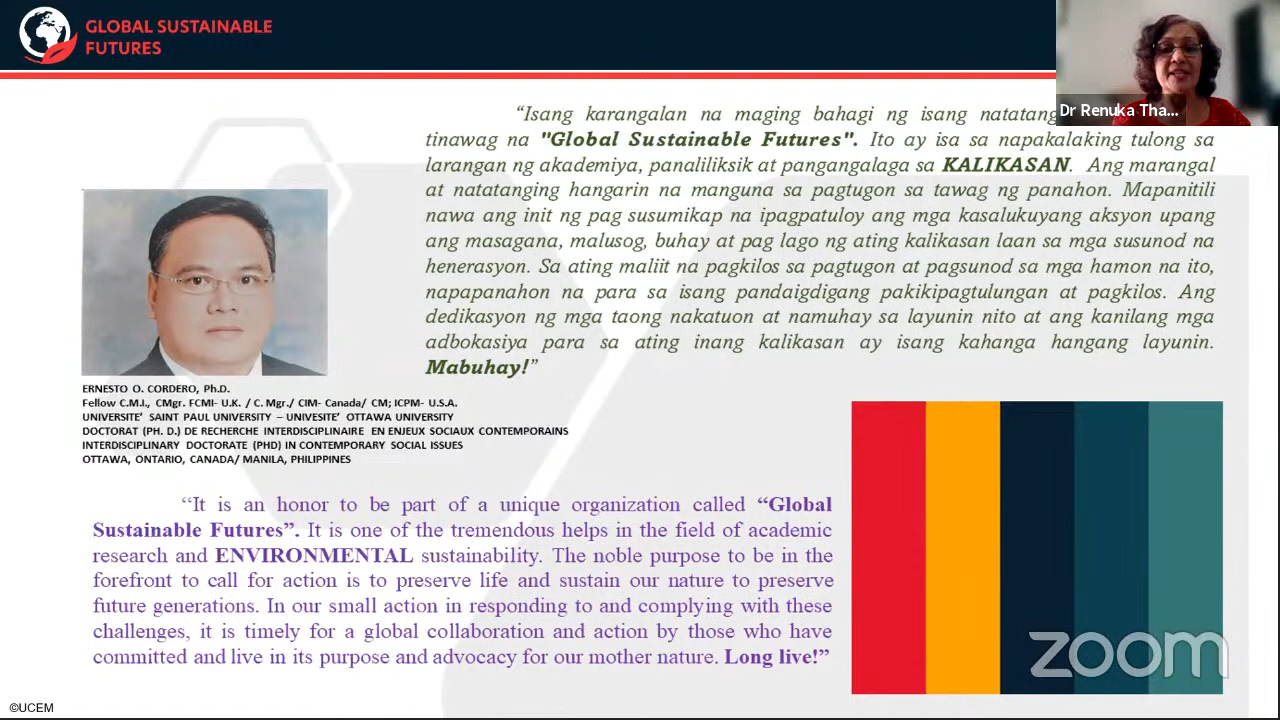 GLOBAL SUSTAINABLE
FUTURES
Dr Renuka Tha...
“Isang karangalan na maging bahagi ng isang
tinawag na "Global Sustainable Futures". Ito ay isa sa napakalaking tulong sa
larangan ng akademiya, panaliliksik at pangangalaga sa KALIKASAN. Ang marangal
at natatanging hangarin na manguna sa pagtugon sa tawag ng panahon. Mapanitili
nawa ang init ng pag susumikap na ipagpatuloy ang mga kasalukuyang aksyon upang
ang masagana, malusog, buhay at pag lago ng ating kalikasan laan sa mga susunod na
henerasyon. Sa ating maliit na pagkilos sa pagtugon at pagsunod sa mga hamon na ito,
napapanahon na para sa isang pandaigdigang pakikipagtulungan at pagkilos. Ang
dedikasyon ng mga taong nakatuon at namuhay sa layunin nito at ang kanilang mga
adbokasiya para sa ating inang kalikasan ay isang kahanga hangang layunin.
Mabuhay!”
ERNESTO O. CORDERO, Ph.D.
Fellow C.M.I., CMgr. FCMI- U.K. / C. Mgr./ CIM- Canada/ CM; ICPM- U.S.A.
UNIVERSITE’ SAINT PAUL UNIVERSITY – UNIVESITE’ OTTAWA UNIVERSITY
DOCTORAT (PH. D.) DE RECHERCHE INTERDISCIPLINAIRE EN ENJEUX SOCIAUX CONTEMPORAINS
INTERDISCIPLINARY DOCTORATE (PHD) IN CONTEMPORARY SOCIAL ISSUES
OTTAWA, ONTARIO, CANADA/ MANILA, PHILIPPINES
“It is an honor to be part of a unique organization called “Global
Sustainable Futures”. It is one of the tremendous helps in the field of academic
research and ENVIRONMENTAL sustainability. The noble purpose to be in the
forefront to call for action is to preserve life and sustain our nature to preserve
future generations. In our small action in responding to and complying with these
challenges, it is timely for a global collaboration and action by those who have
committed and live in its purpose and advocacy for our mother nature. Long live!”
zoom
©UCEM